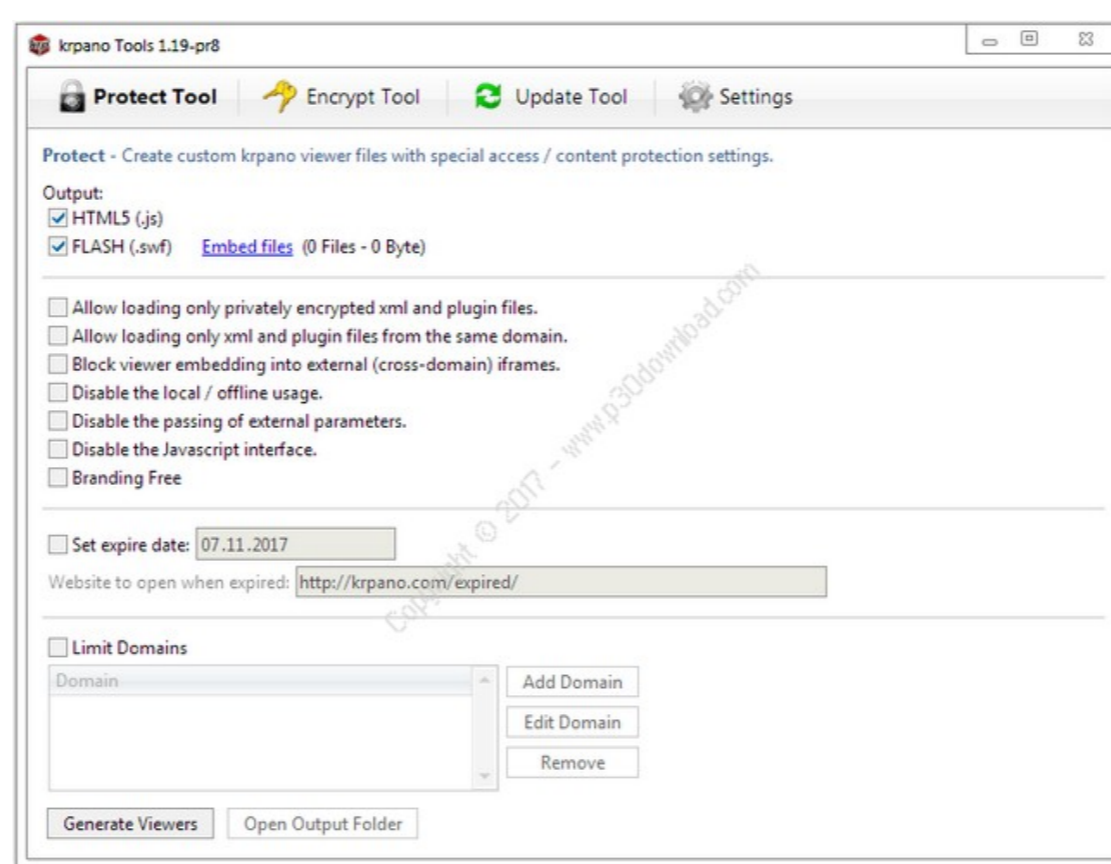 krpano Tools 1.19-pr8
Protect Tool Encrypt Tool Update Tool Settings
Protect - Create custom krpano viewer files with special access / content protection settings.
Output:
HTML5 (.js)
FLASH (.swf) Embed files (0 Files - 0 Byte)
Allow loading only privately encrypted xml and plugin files.
Allow loading only xml and plugin files from the same domain.
Block viewer embedding into external (cross-domain) iframes.
Disable the local / offline usage.
Disable the passing of external parameters.
Disable the Javascript interface.
Branding Free
Copyright © 2017 - www.p30download.com
Set expire date: 07.11.2017
Website to open when expired: http://krpano.com/expired/
Limit Domains
Domain
Add Domain
Edit Domain
Remove
Generate Viewers Open Output Folder